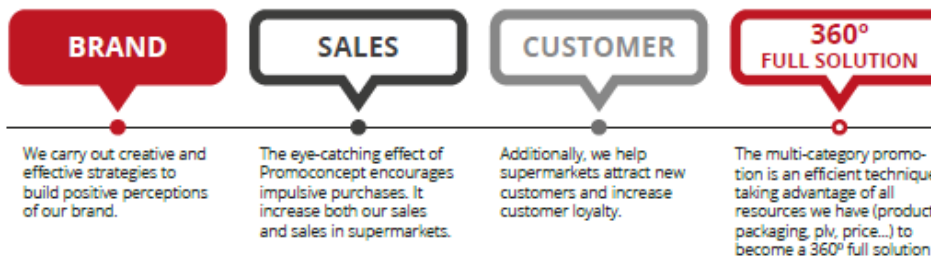 BRAND
We carry out creative and
effective strategies to
build positive perceptions
of our brand.
SALES
The eye-catching effect of
Promoconcept encourages
impulsive purchases. It
increase both our sales
and sales in supermarkets.
CUSTOMER
Additionally, we help
supermarkets attract new
customers and increase
customer loyalty.
360º
FULL SOLUTION
The multi-category promo-
tion is an efficient technique
taking advantage of all
resources we have (product
packaging, plv, price...) to
become a 360º full solution